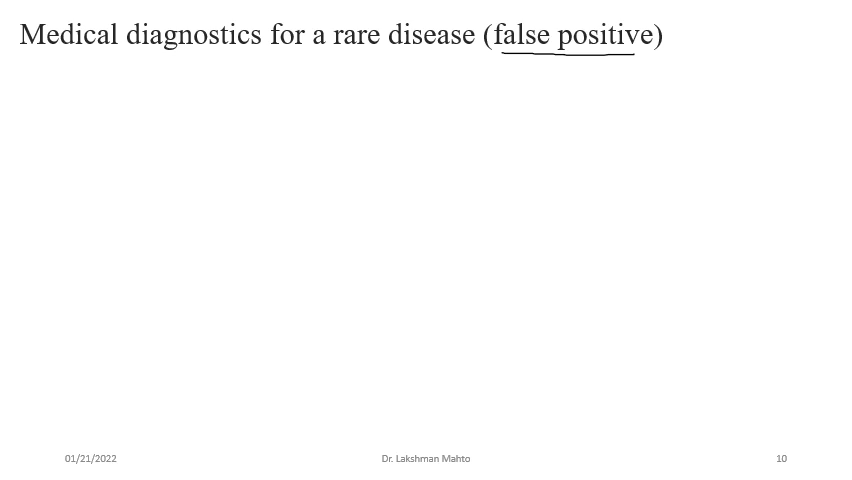 Medical diagnostics for a rare disease (false positive)
01/21/2022 Dr. Lakshman Mahto 10